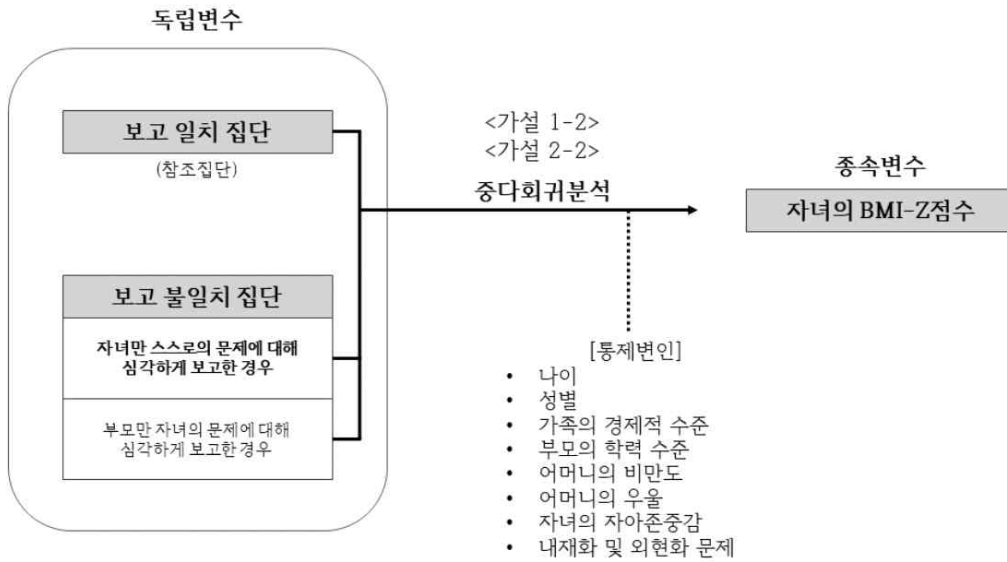 독립변수
보고 일치 집단
(참조집단)
보고 불일치 집단
자녀만 스스로의 문제에 대해
심각하게 보고한 경우
부모만 자녀의 문제에 대해
심각하게 보고한 경우
<가설 1-2>
<가설 2-2>
중다회귀분석
종속변수
자녀의 BMI-Z점수
[통제변인]
• 나이
• 성별
• 가족의 경제적 수준
• 부모의 학력 수준
• 어머니의 비만도
• 어머니의 우울
• 자녀의 자아존중감
• 내재화 및 외현화 문제